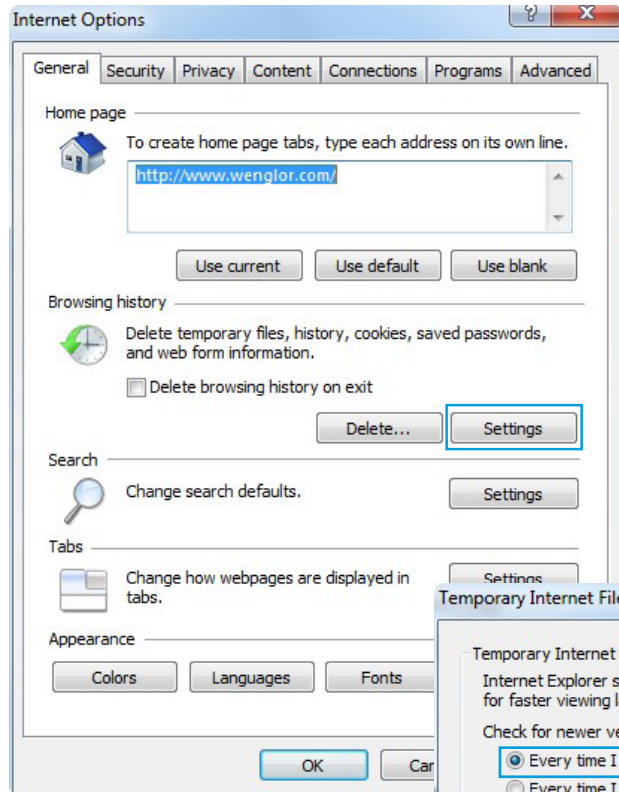 Internet Options
General Security Privacy Content Connections Programs Advanced
Home page
To create home page tabs, type each address on its own line.
http://www.wenglor.com/
Use current Use default Use blank
Browsing history
Delete temporary files, history, cookies, saved passwords,
and web form information.
Delete browsing history on exit
Delete... Settings
Search
Change search defaults.
Settings
Tabs
Change how webpages are displayed in
tabs.
Settings
Appearance
Colors Languages Fonts
OK
Temporary Internet
Temporary Internet
Internet Explorer
for faster viewing
Check for newer
Every time I
Every time I